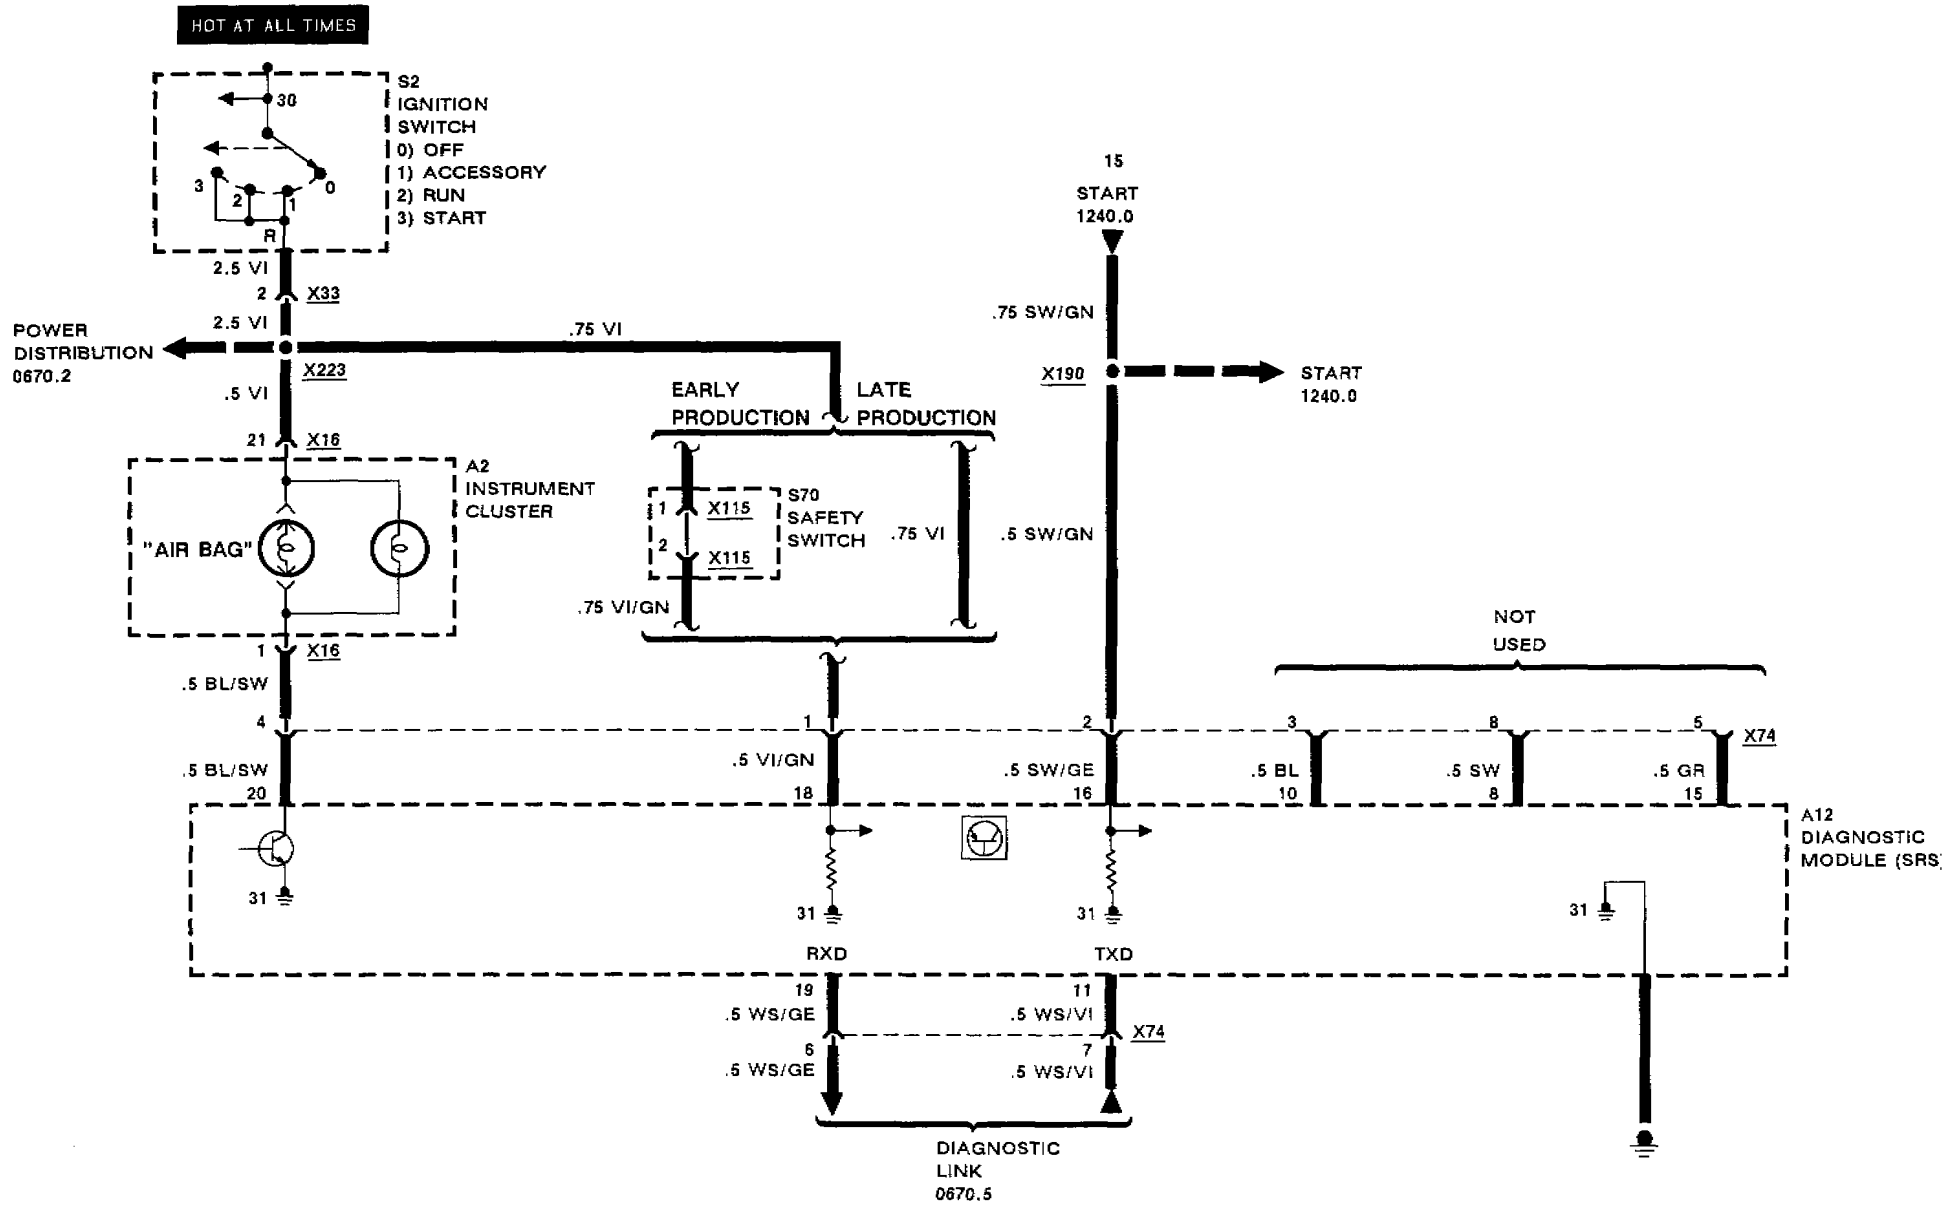 HOT AT ALL TIMES
S2
IGNITION
SWITCH
0) OFF
1) ACCESSORY
2) RUN
3) START
30
3
2
1
0
R
2.5 VI
2
X33
2.5 VI
POWER
DISTRIBUTION
0670.2
X223
.75 VI
.5 VI
21
X16
A2
INSTRUMENT
CLUSTER
"AIR BAG"
1
X16
.5 BL/SW
EARLY
PRODUCTION
LATE
PRODUCTION
S70
SAFETY
SWITCH
1
X115
2
X115
.75 VI/GN
.75 VI
15
START
1240.0
.75 SW/GN
X190
START
1240.0
.5 SW/GN
NOT
USED
4
1
2
3
8
5
X74
.5 BL/SW
.5 VI/GN
.5 SW/GE
.5 BL
.5 SW
.5 GR
20
18
16
10
8
15
A12
DIAGNOSTIC
MODULE (SRS)
31
31
31
31
RXD
TXD
19
11
.5 WS/GE
.5 WS/VI
X74
6
7
.5 WS/GE
.5 WS/VI
DIAGNOSTIC
LINK
0670.5